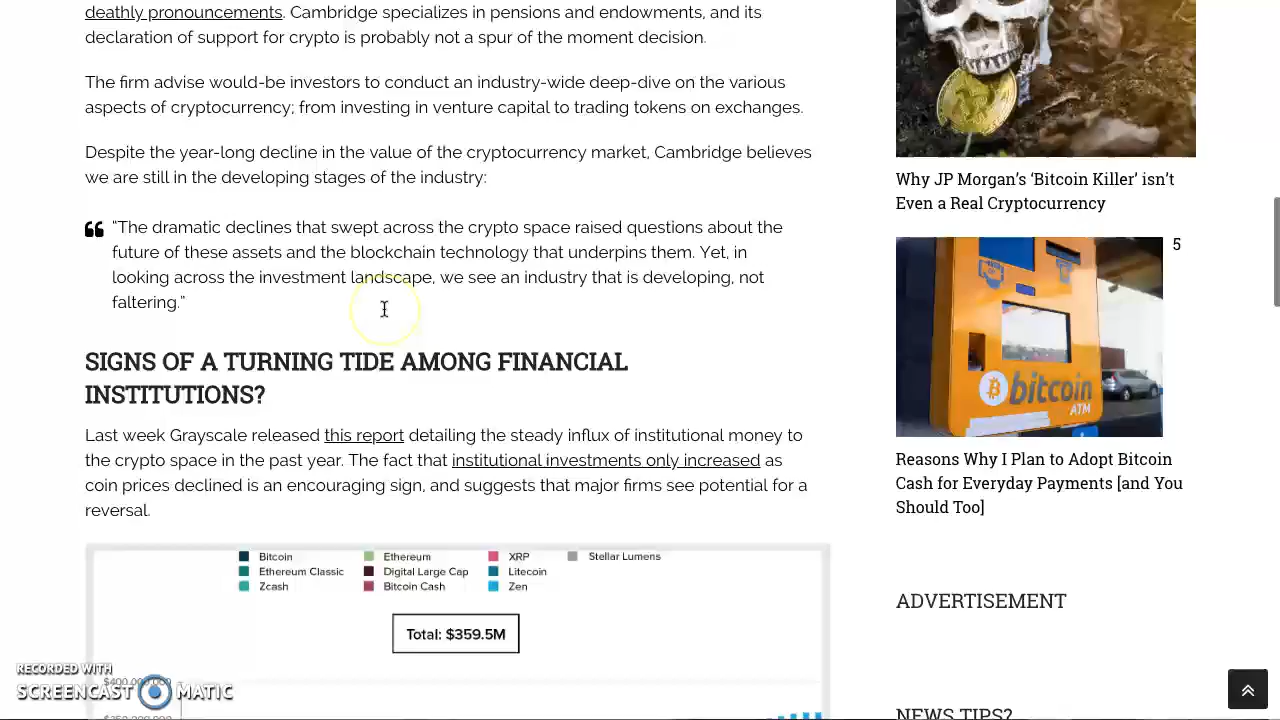 deathly pronouncements. Cambridge specializes in pensions and endowments, and its
declaration of support for crypto is probably not a spur of the moment decision.
The firm advise would-be investors to conduct an industry-wide deep-dive on the various
aspects of cryptocurrency; from investing in venture capital to trading tokens on exchanges.
Despite the year-long decline in the value of the cryptocurrency market, Cambridge believes
we are still in the developing stages of the industry:
“The dramatic declines that swept across the crypto space raised questions about the
future of these assets and the blockchain technology that underpins them. Yet, in
looking across the investment landscape, we see an industry that is developing, not
faltering.”
SIGNS OF A TURNING TIDE AMONG FINANCIAL
INSTITUTIONS?
Last week Grayscale released this report detailing the steady influx of institutional money to
the crypto space in the past year. The fact that institutional investments only increased as
coin prices declined is an encouraging sign, and suggests that major firms see potential for a
reversal.
Bitcoin Ethereum XRP Stellar Lumens
Ethereum Classic Digital Large Cap Litecoin
Zcash Bitcoin Cash Zen
Total: $359.5M
$400,000,000
RECORDED WITH
SCREENCAST MATIC
Why JP Morgan’s ‘Bitcoin Killer’ isn’t
Even a Real Cryptocurrency
bitcoin
ATM
5
Reasons Why I Plan to Adopt Bitcoin
Cash for Everyday Payments [and You
Should Too]
ADVERTISEMENT
NEWS TIPS?